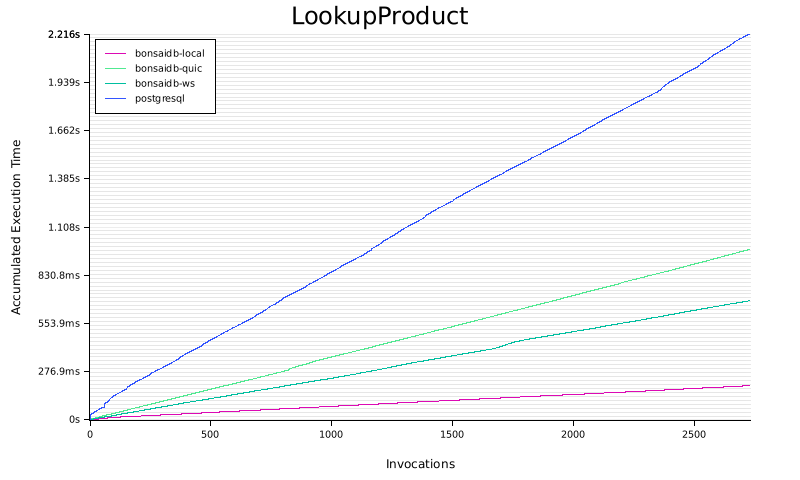 LookupProduct
2.216s
bonsaidb-local
bonsaidb-quic
bonsaidb-ws
postgresql
1.939s
1.662s
1.385s
1.108s
830.8ms
553.9ms
276.9ms
0s
Accumulated Execution Time
0 500 1000 1500 2000 2500
Invocations